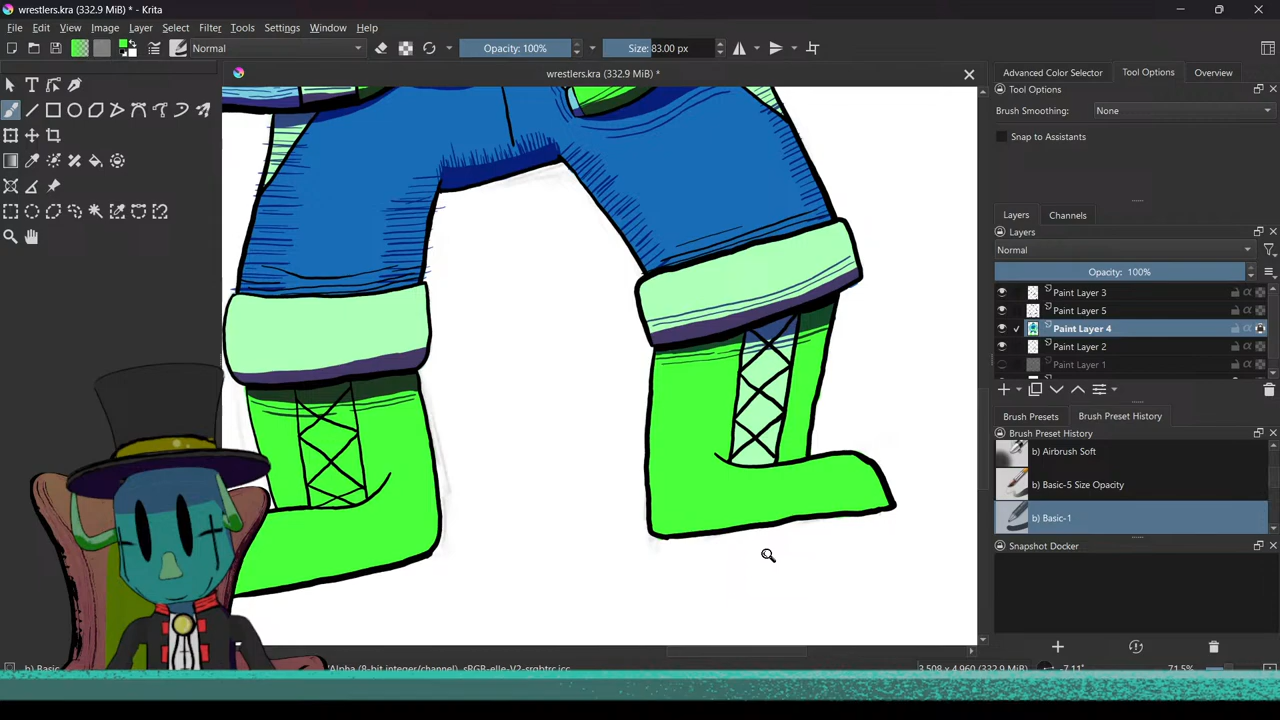 wrestlers.kra (332.9 MiB) * - Krita
File Edit View Image Layer Select Filter Tools Settings Window Help
Normal Opacity: 100% Size: 83.00 px
wrestlers.kra (332.9 MiB) *
Advanced Color Selector Tool Options Overview
Tool Options
Brush Smoothing: None
Snap to Assistants
Layers Channels
Layers
Normal
Opacity: 100%
Paint Layer 3
Paint Layer 5
Paint Layer 4
Paint Layer 2
Paint Layer 1
Brush Presets Brush Preset History
Brush Preset History
b) Airbrush Soft
b) Basic-5 Size Opacity
b) Basic-1
Snapshot Docker